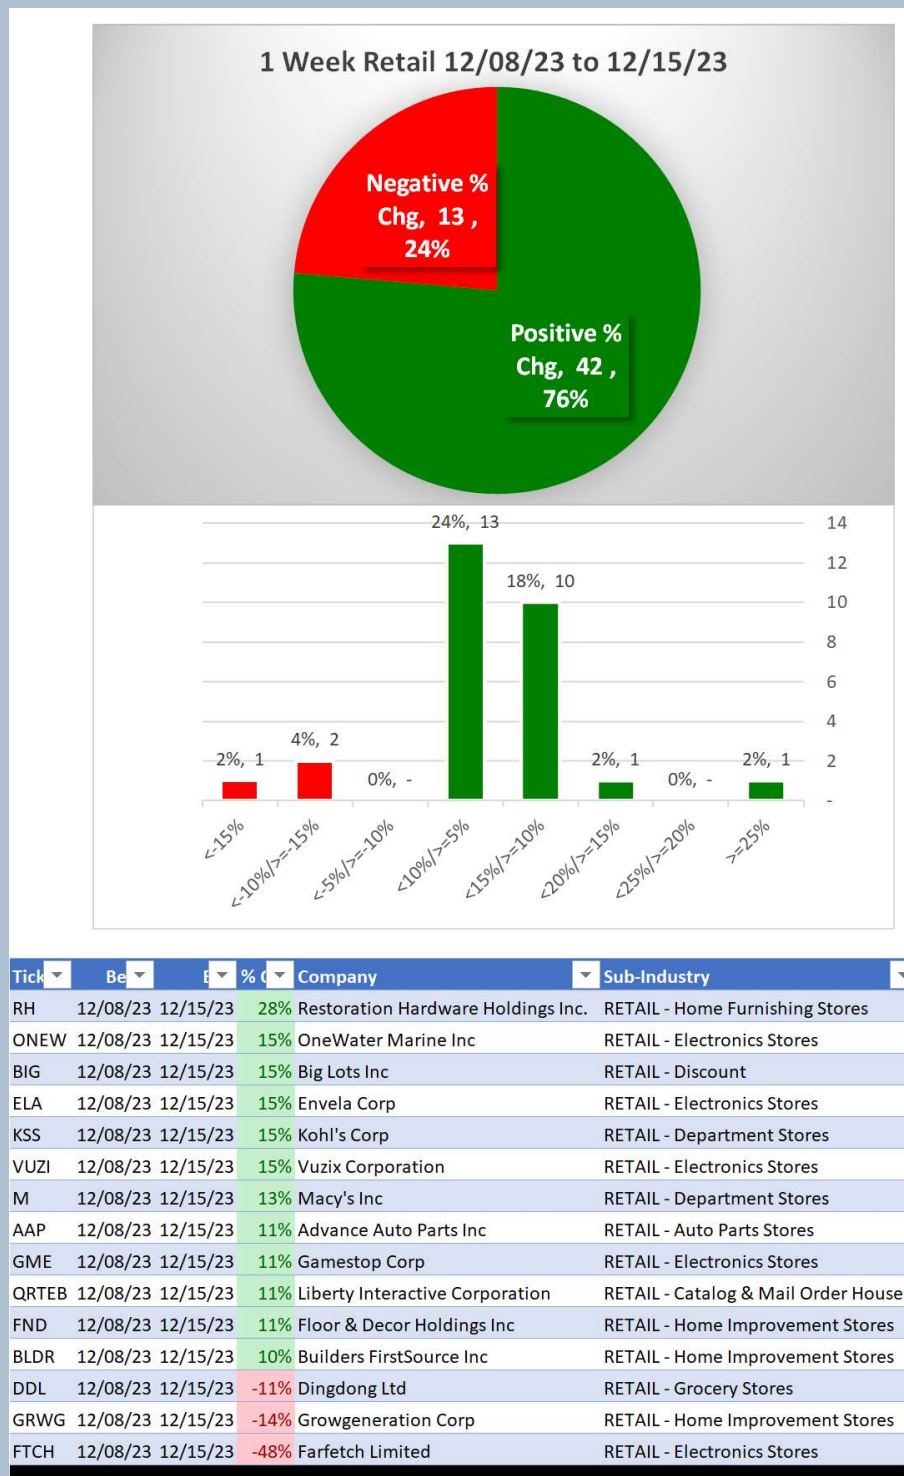 1 Week Retail 12/08/23 to 12/15/23
Negative %
Chg, 13 ,
24%
Positive %
Chg, 42 ,
76%
24%, 13
18%, 10
4%, 2
2%, 1
0%, -
2%, 1
0%, -
2%, 1
14
12
10
8
6
4
2
-
<-15%
<-10%/>=-15%
<-5%/>=-10%
<10%/>=5%
<15%/>=10%
<20%/>=15%
<25%/>=20%
>=25%
Tick Be E % C Company Sub-Industry
RH 12/08/23 12/15/23 28% Restoration Hardware Holdings Inc. RETAIL - Home Furnishing Stores
ONEW 12/08/23 12/15/23 15% OneWater Marine Inc RETAIL - Electronics Stores
BIG 12/08/23 12/15/23 15% Big Lots Inc RETAIL - Discount
ELA 12/08/23 12/15/23 15% Envela Corp RETAIL - Electronics Stores
KSS 12/08/23 12/15/23 15% Kohl's Corp RETAIL - Department Stores
VUZI 12/08/23 12/15/23 15% Vuzix Corporation RETAIL - Electronics Stores
M 12/08/23 12/15/23 13% Macy's Inc RETAIL - Department Stores
AAP 12/08/23 12/15/23 11% Advance Auto Parts Inc RETAIL - Auto Parts Stores
GME 12/08/23 12/15/23 11% Gamestop Corp RETAIL - Electronics Stores
QRTEB 12/08/23 12/15/23 11% Liberty Interactive Corporation RETAIL - Catalog & Mail Order House
FND 12/08/23 12/15/23 11% Floor & Decor Holdings Inc RETAIL - Home Improvement Stores
BLDR 12/08/23 12/15/23 10% Builders FirstSource Inc RETAIL - Home Improvement Stores
DDL 12/08/23 12/15/23 -11% Dingdong Ltd RETAIL - Grocery Stores
GRWG 12/08/23 12/15/23 -14% Growgeneration Corp RETAIL - Home Improvement Stores
FTCH 12/08/23 12/15/23 -48% Farfetch Limited RETAIL - Electronics Stores